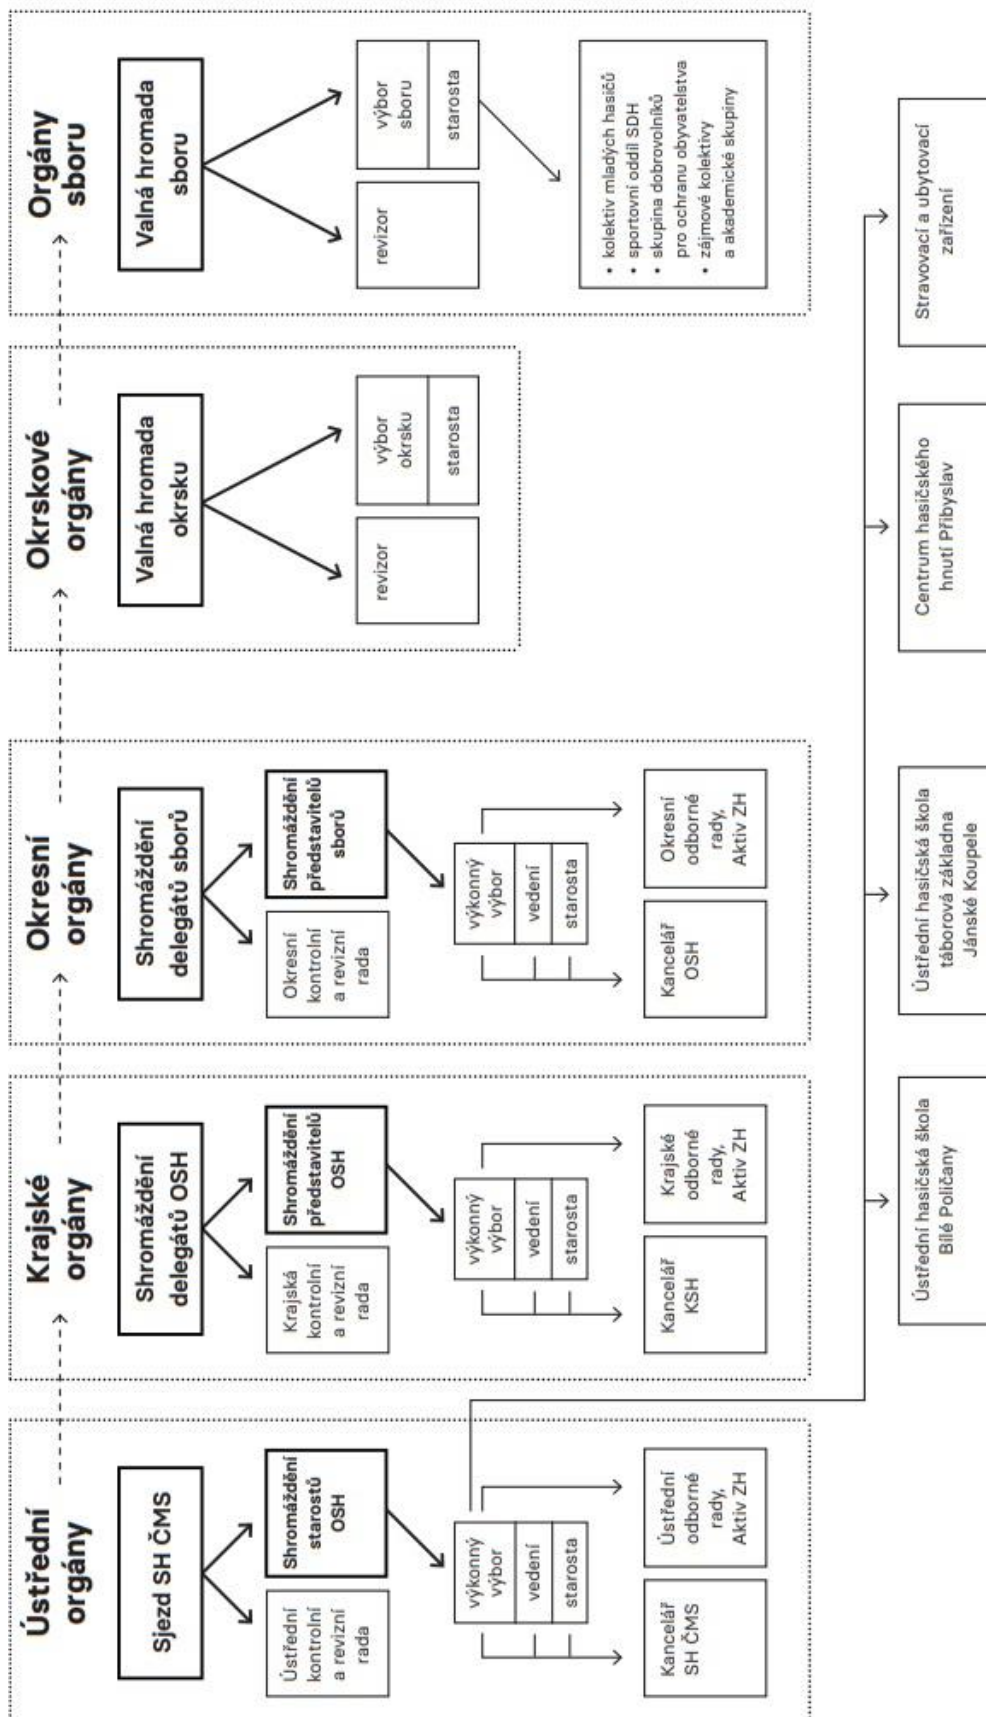 Ústřední
orgány
Sjezd SH ČMS
Ústřední
kontrolní
a revizní
rada
Shromáždění
starostů
OSH
výkonný
výbor
vedení
starosta
Kancelář
SH ČMS
Ústřední
odborné
rady,
Aktiv ZH
Krajské
orgány
Shromáždění
delegátů OSH
Krajská
kontrolní
a revizní
rada
Shromáždění
představitelů
OSH
výkonný
výbor
vedení
starosta
Kancelář
KSH
Krajské
odborné
rady,
Aktiv ZH
Okresní
orgány
Shromáždění
delegátů sborů
Okresní
kontrolní
a revizní
rada
Shromáždění
představitelů
sborů
výkonný
výbor
vedení
starosta
Kancelář
OSH
Okresní
odborné
rady,
Aktiv ZH
Okrskové
orgány
Valná hromada
okrsku
revizor
výbor
okrsku
starosta
Orgány
sboru
Valná hromada
sboru
revizor
výbor
sboru
starosta
• kolektiv mladých hasičů
• sportovní oddíl SDH
• skupina dobrovolníků
pro ochranu obyvatelstva
• zájmové kolektivy
a akademické skupiny
Ústřední hasičská škola
Bílé Poličany
Ústřední hasičská škola
táborová základna
Jánské Koupele
Centrum hasičského
hnutí Přibyslav
Stravovací a ubytovací
zařízení